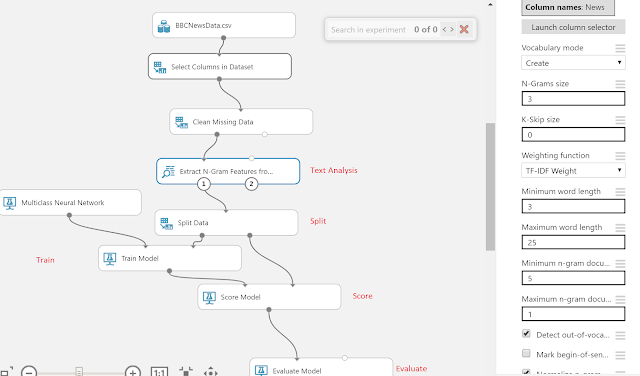 BBCNewsData.csv
Search in experiment 0 of 0
Select Columns in Dataset
Clean Missing Data
Extract N-Gram Features fro...
Text Analysis
1
2
Multiclass Neural Network
Split Data
Split
Train
Train Model
Score Model
Score
Evaluate Model
Evaluate
1:1
Column names: News
Launch column selector
Vocabulary mode
Create
N-Grams size
3
K-Skip size
0
Weighting function
TF-IDF Weight
Minimum word length
3
Maximum word length
25
Minimum n-gram docu...
5
Maximum n-gram docu...
1
Detect out-of-voca...
Mark begin-of-sen...
Normalize n-gram